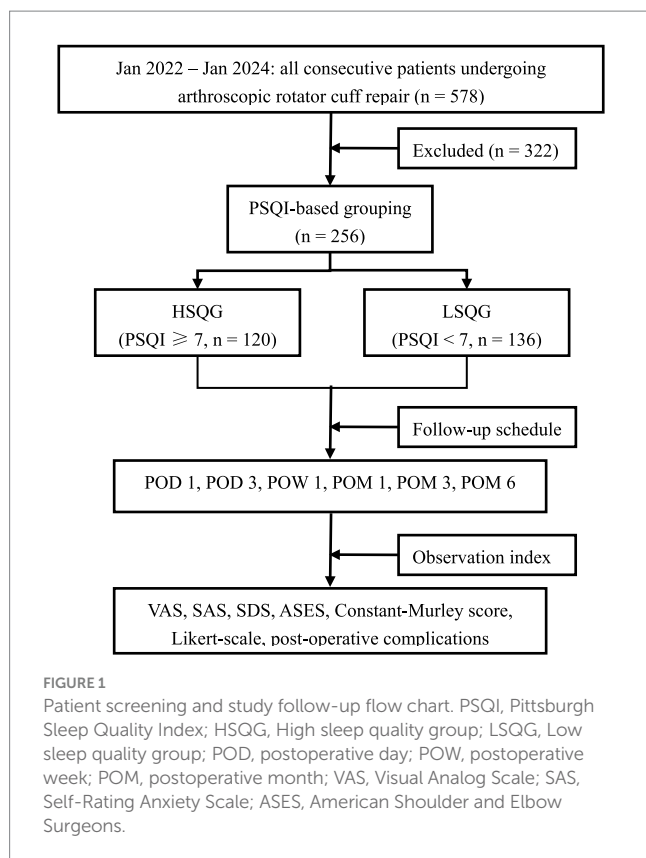 Jan 2022 – Jan 2024: all consecutive patients undergoing
arthroscopic rotator cuff repair (n = 578)
Excluded (n = 322)
PSQI-based grouping
(n = 256)
HSQG
(PSQI ⩾ 7, n = 120)
LSQG
(PSQI < 7, n = 136)
Follow-up schedule
POD 1, POD 3, POW 1, POM 1, POM 3, POM 6
Observation index
VAS, SAS, SDS, ASES, Constant-Murley score,
Likert-scale, post-operative complications
FIGURE 1
Patient screening and study follow-up flow chart. PSQI, Pittsburgh
Sleep Quality Index; HSQG, High sleep quality group; LSQG, Low
sleep quality group; POD, postoperative day; POW, postoperative
week; POM, postoperative month; VAS, Visual Analog Scale; SAS,
Self-Rating Anxiety Scale; ASES, American Shoulder and Elbow
Surgeons.